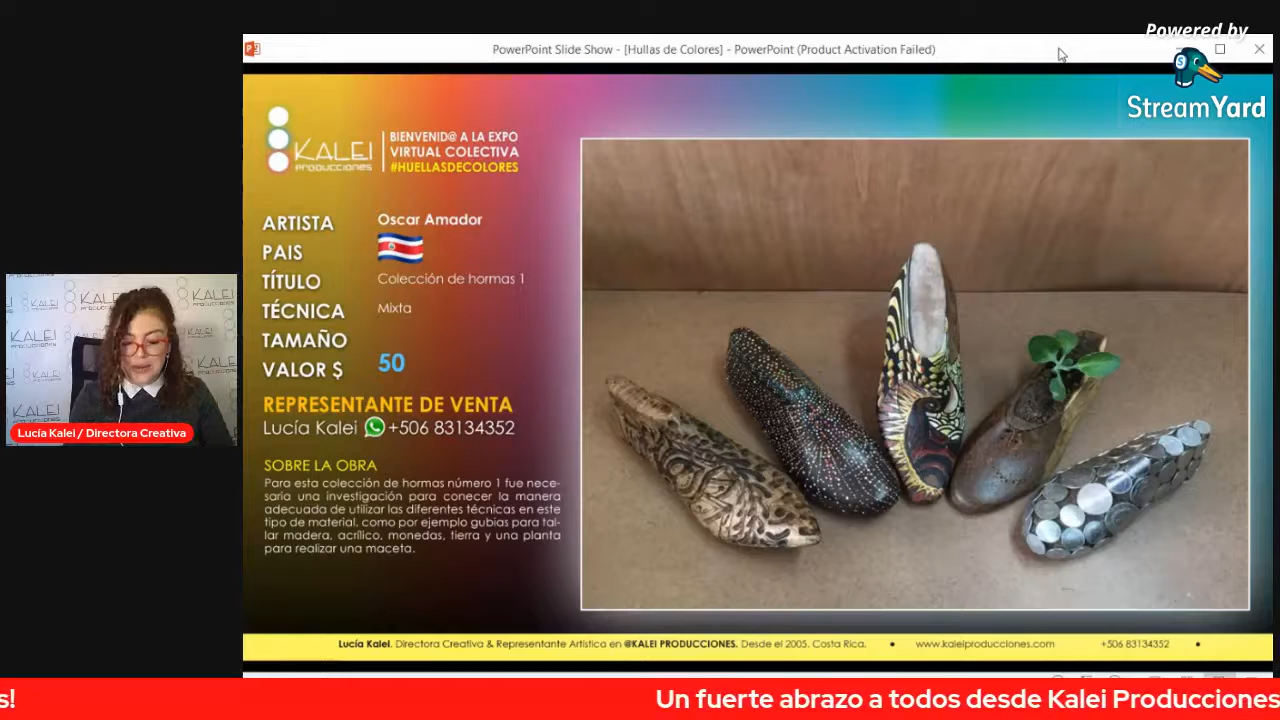 PowerPoint Slide Show - [Hullas de Colores] - PowerPoint (Product Activation Failed)
Powered by
StreamYard
KALEI
PRODUCCIONES
BIENVENID@ A LA EXPO
VIRTUAL COLECTIVA
#HUELLASDECOLORES
ARTISTA Oscar Amador
PAIS
TÍTULO Colección de hormas 1
TÉCNICA Mixta
TAMAÑO
VALOR $ 50
REPRESENTANTE DE VENTA
Lucía Kalei +506 83134352
SOBRE LA OBRA
Para esta colección de hormas número 1 fue nece-
saria una investigación para conecer la manera
adecuada de utilizar las diferentes técnicas en este
tipo de material, como por ejemplo gubias para tal-
lar madera, acrílico, monedas, tierra y una planta
para realizar una maceta.
Lucía Kalei / Directora Creativa
Lucía Kalei. Directora Creativa & Representante Artística en @KALEI PRODUCCIONES. Desde el 2005. Costa Rica. • www.kaleiproducciones.com +506 83134352 •
s! Un fuerte abrazo a todos desde Kalei Producciones